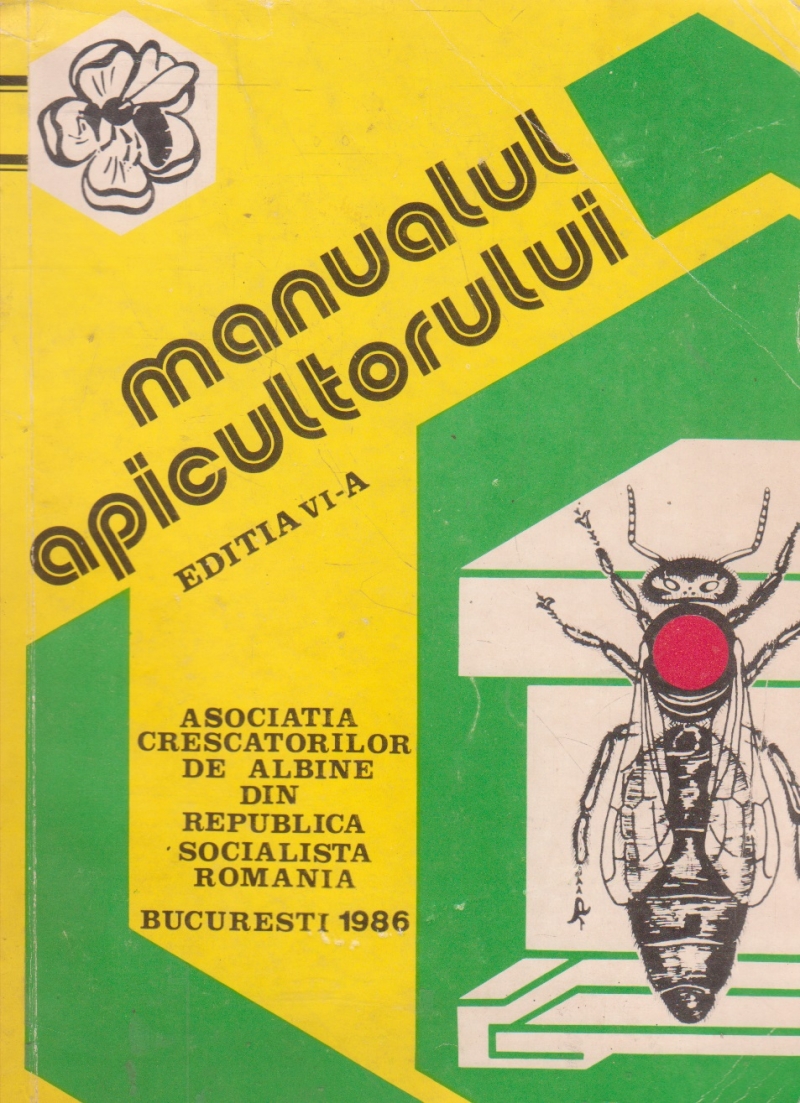 manualul
apicultorului
EDITIA VI-A
ASOCIATIA
CRESCATORILOR
DE ALBINE
DIN
REPUBLICA
SOCIALISTA
ROMANIA
BUCURESTI 1986